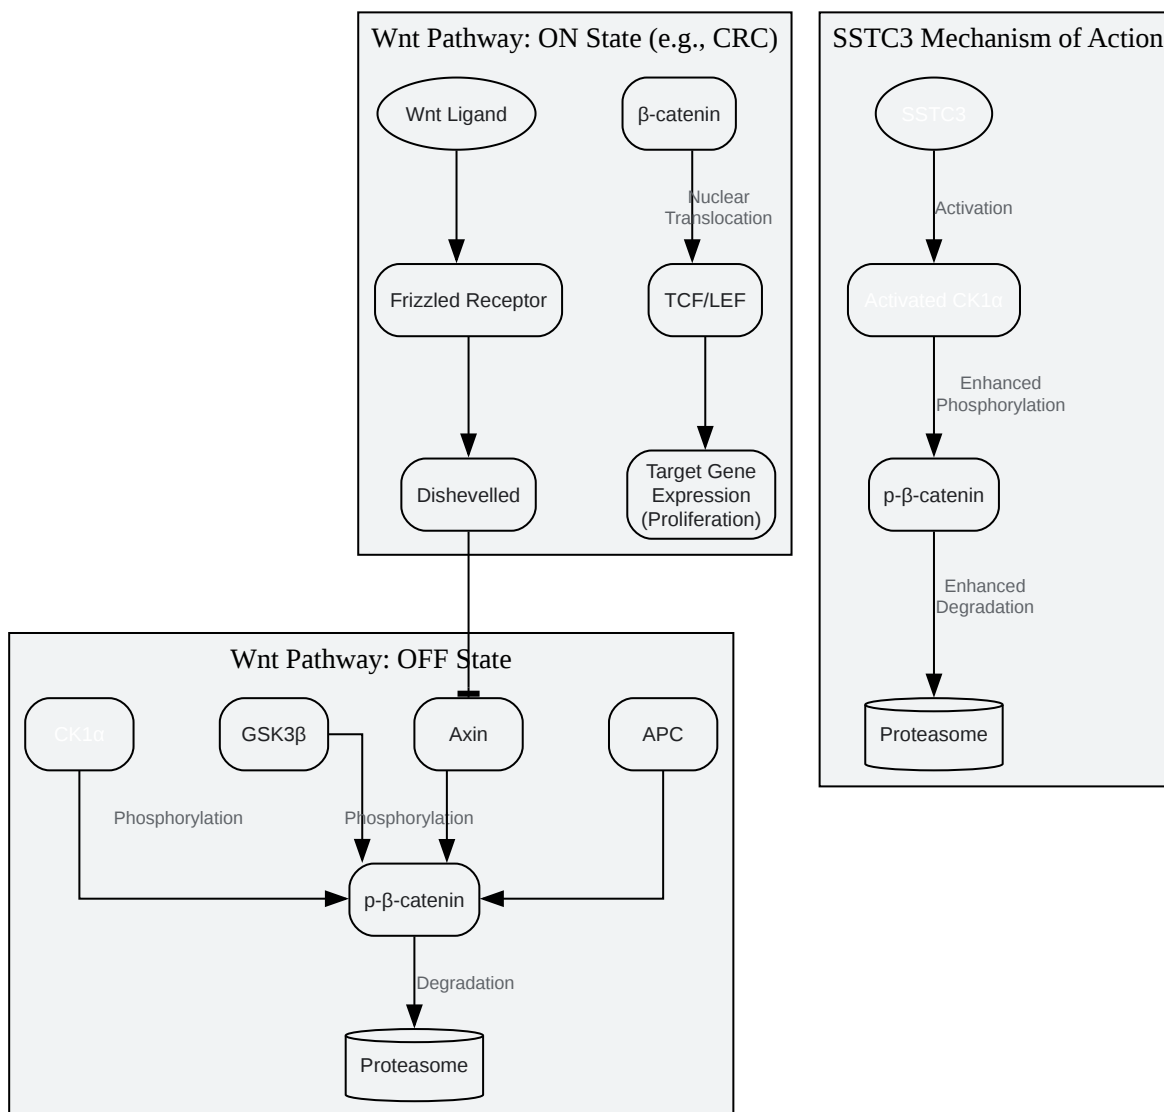 Wnt Pathway: ON State (e.g., CRC)
Wnt Ligand
β-catenin
Nuclear
Translocation
Frizzled Receptor
TCF/LEF
Dishevelled
Target Gene
Expression
(Proliferation)
SSTC3 Mechanism of Action
SSTC3
Activation
Activated CK1α
Enhanced
Phosphorylation
p-β-catenin
Enhanced
Degradation
Proteasome
Wnt Pathway: OFF State
CK1α
GSK3β
Axin
APC
Phosphorylation
Phosphorylation
p-β-catenin
Degradation
Proteasome